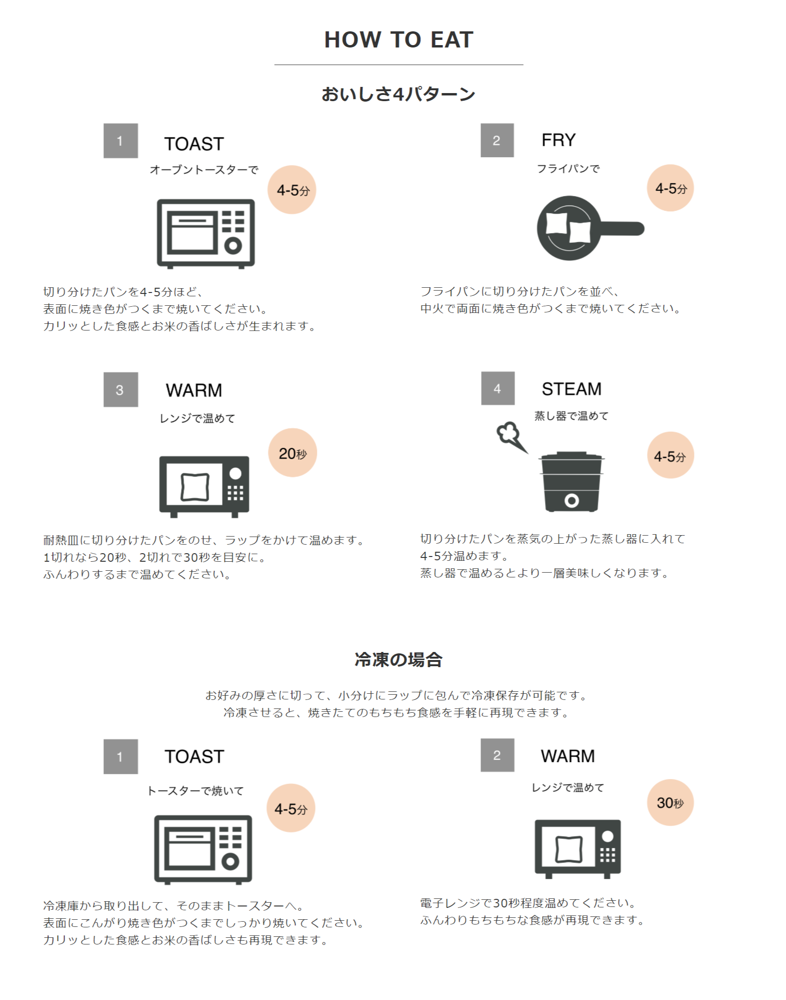 HOW TO EAT
おいしさ4パターン
1
TOAST
オーブントースターで
4-5分
切り分けたパンを4-5分ほど、
表面に焼き色がつくまで焼いてください。
カリッとした食感とお米の香ばしさが生まれます。
2
FRY
フライパンで
4-5分
フライパンに切り分けたパンを並べ、
中火で両面に焼き色がつくまで焼いてください。
3
WARM
レンジで温めて
20秒
耐熱皿に切り分けたパンをのせ、ラップをかけて温めます。
1切れなら20秒、2切れで30秒を目安に。
ふんわりするまで温めてください。
4
STEAM
蒸し器で温めて
4-5分
切り分けたパンを蒸気の上がった蒸し器に入れて
4-5分温めます。
蒸し器で温めるとより一層美味しくなります。
冷凍の場合
お好みの厚さに切って、小分けにラップに包んで冷凍保存が可能です。
冷凍させると、焼きたてのもちもち食感を手軽に再現できます。
1
TOAST
トースターで焼いて
4-5分
冷凍庫から取り出して、そのままトースターへ。
表面にこんがり焼き色がつくまでしっかり焼いてください。
カリッとした食感とお米の香ばしさも再現できます。
2
WARM
レンジで温めて
30秒
電子レンジで30秒程度温めてください。
ふんわりもちもちな食感が再現できます。